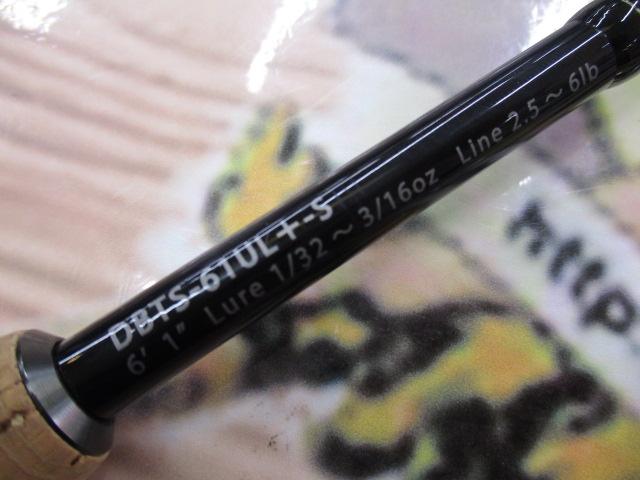 DBTS-61UL+-S
6' 1" Lure 1/32～3/16oz Line 2.5～6lb
http